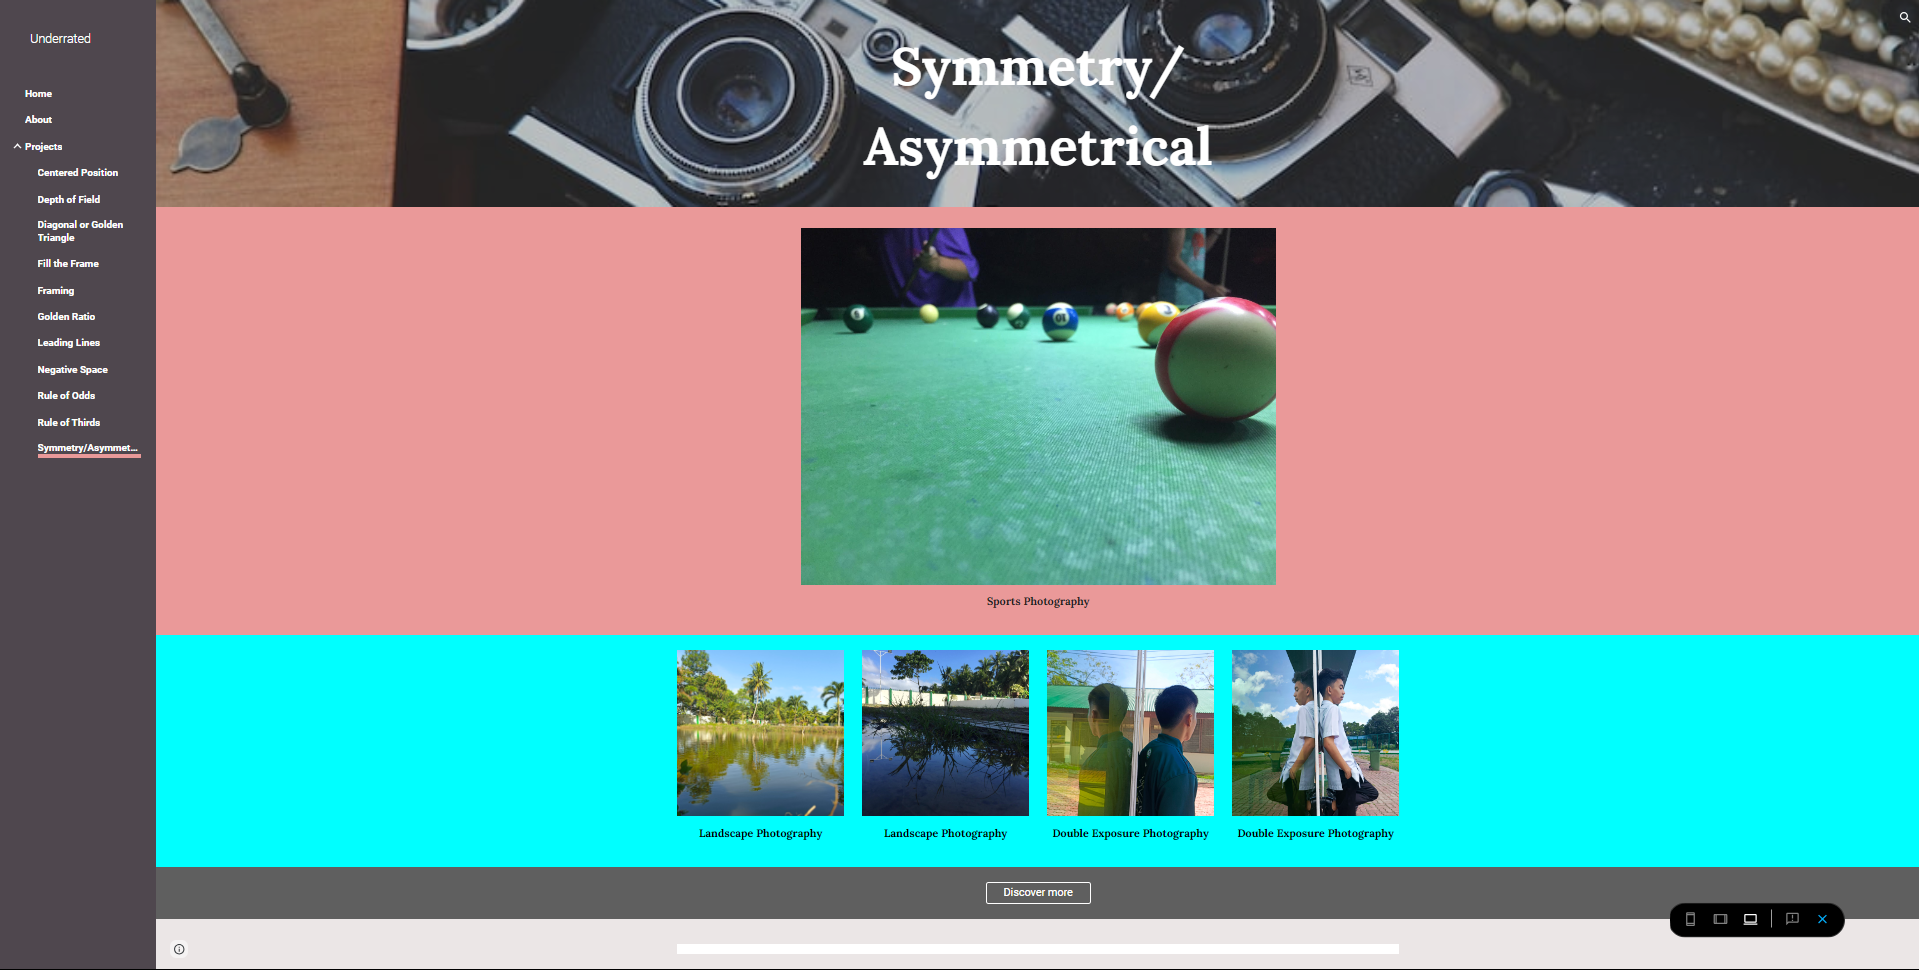 Underrated
Home
About
Projects
Centered Position
Depth of Field
Diagonal or Golden
Triangle
Fill the Frame
Framing
Golden Ratio
Leading Lines
Negative Space
Rule of Odds
Rule of Thirds
Symmetry/Asymmet...
Symmetry/
Asymmetrical
6
10
Sports Photography
Landscape Photography
Landscape Photography
Double Exposure Photography
Double Exposure Photography
Discover more